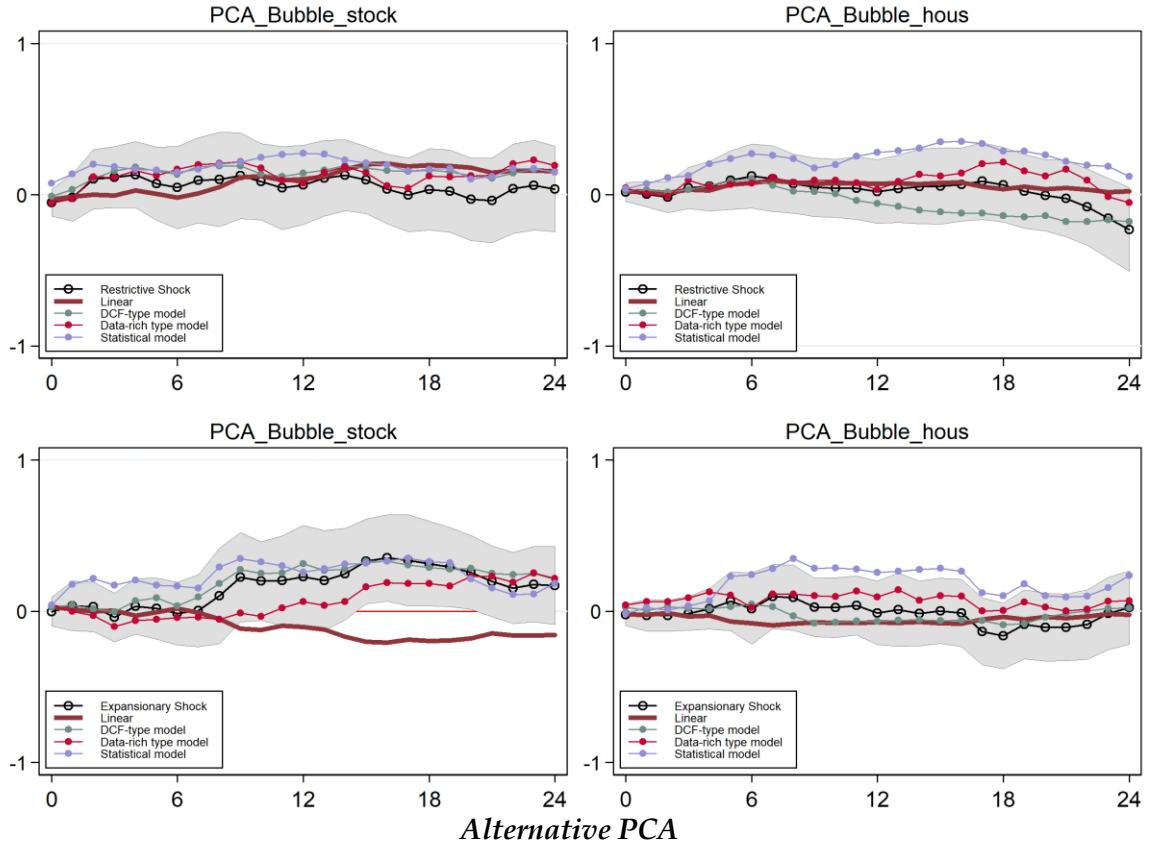 PCA_Bubble_stock
1
0
-1
Restrictive Shock
Linear
DCF-type model
Data-rich type model
Statistical model
0 6 12 18 24
PCA_Bubble_hous
1
0
-1
Restrictive Shock
Linear
DCF-type model
Data-rich type model
Statistical model
0 6 12 18 24
PCA_Bubble_stock
1
0
-1
Expansionary Shock
Linear
DCF-type model
Data-rich type model
Statistical model
0 6 12 18 24
PCA_Bubble_hous
1
0
-1
Expansionary Shock
Linear
DCF-type model
Data-rich type model
Statistical model
0 6 12 18 24
Alternative PCA